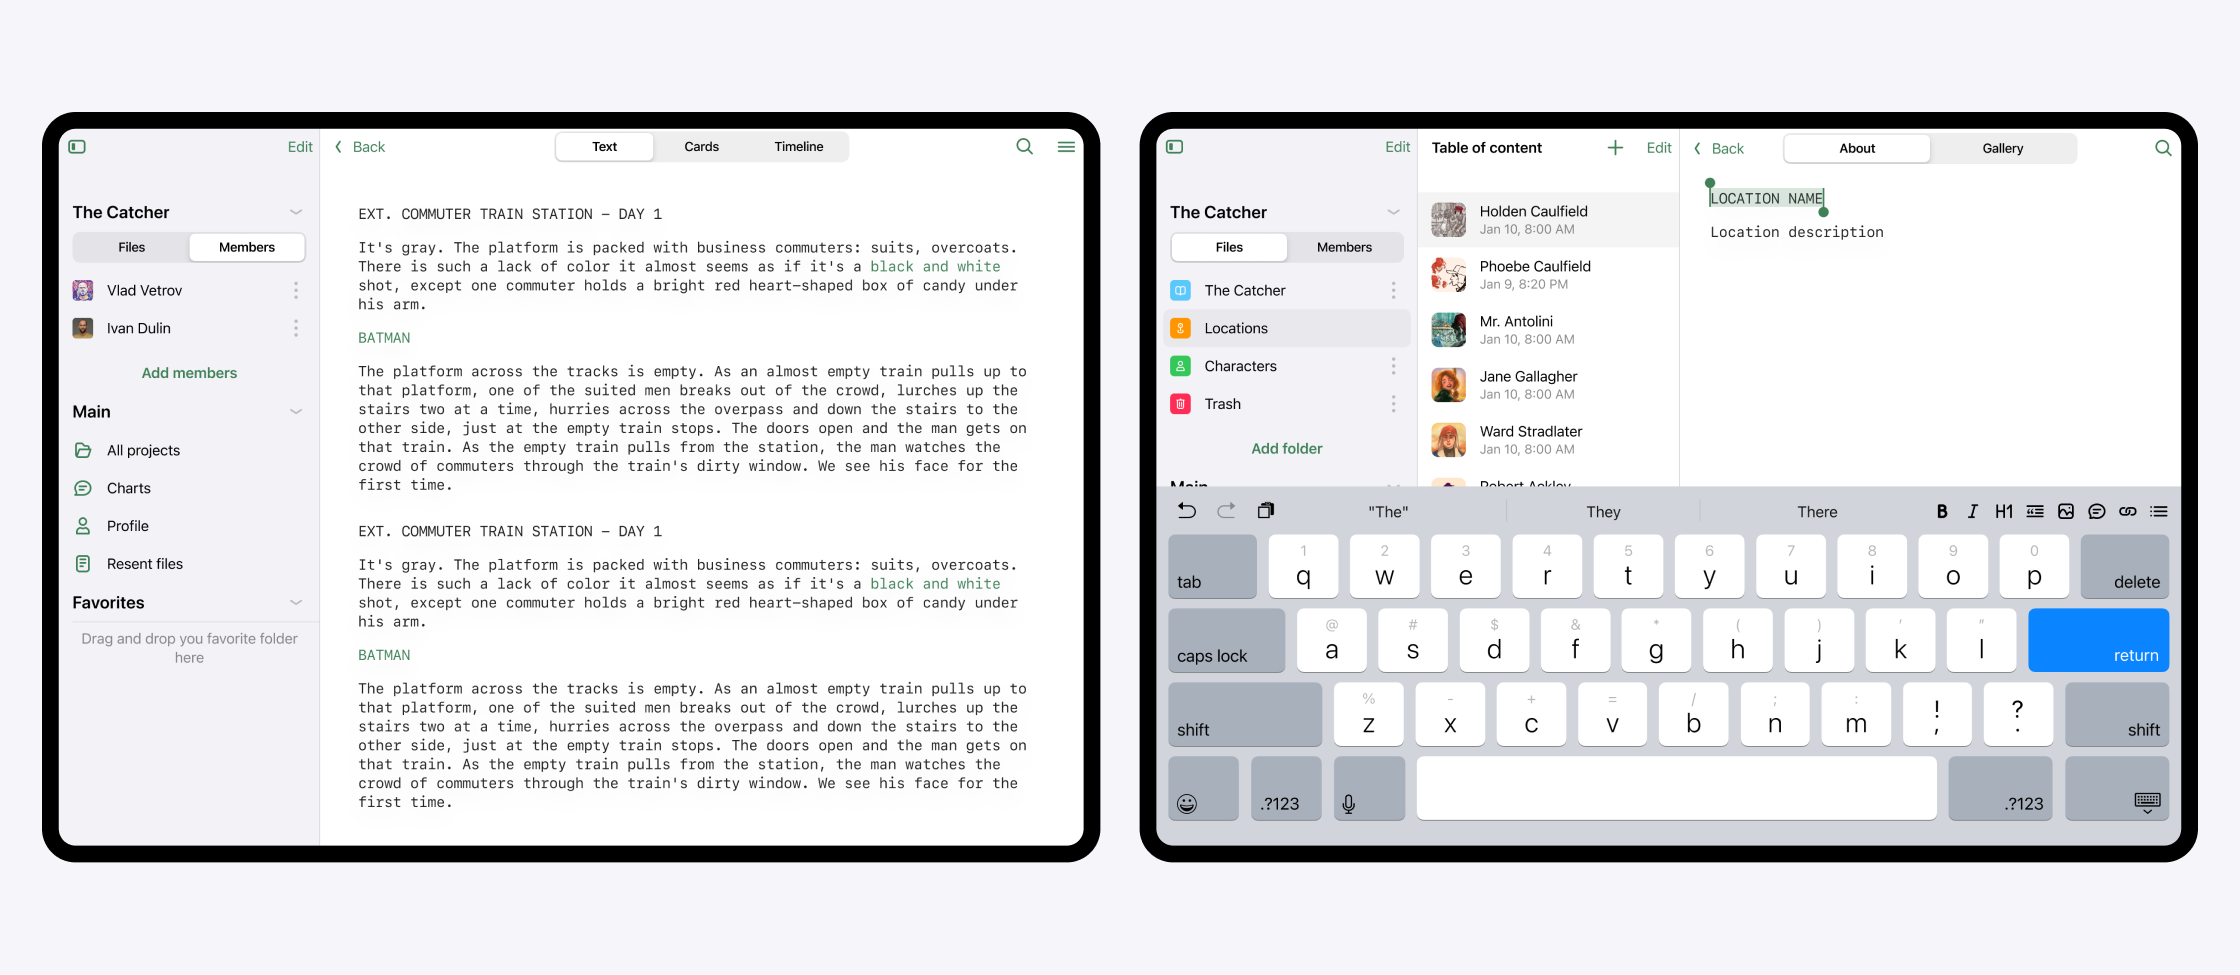 Edit
The Catcher
Files
Members
Vlad Vetrov
Ivan Dulin
Add members
Main
All projects
Charts
Profile
Resent files
Favorites
Drag and drop you favorite folder
here
Back
Text
Cards
Timeline
EXT. COMMUTER TRAIN STATION – DAY 1
It's gray. The platform is packed with business commuters: suits, overcoats.
There is such a lack of color it almost seems as if it's a black and white
shot, except one commuter holds a bright red heart–shaped box of candy under
his arm.
BATMAN
The platform across the tracks is empty. As an almost empty train pulls up to
that platform, one of the suited men breaks out of the crowd, lurches up the
stairs two at a time, hurries across the overpass and down the stairs to the
other side, just at the empty train stops. The doors open and the man gets on
that train. As the empty train pulls from the station, the man watches the
crowd of commuters through the train's dirty window. We see his face for the
first time.
EXT. COMMUTER TRAIN STATION – DAY 1
It's gray. The platform is packed with business commuters: suits, overcoats.
There is such a lack of color it almost seems as if it's a black and white
shot, except one commuter holds a bright red heart–shaped box of candy under
his arm.
BATMAN
The platform across the tracks is empty. As an almost empty train pulls up to
that platform, one of the suited men breaks out of the crowd, lurches up the
stairs two at a time, hurries across the overpass and down the stairs to the
other side, just at the empty train stops. The doors open and the man gets on
that train. As the empty train pulls from the station, the man watches the
crowd of commuters through the train's dirty window. We see his face for the
first time.
Edit
The Catcher
Files
Members
The Catcher
Locations
Characters
Trash
Add folder
Main
Table of content
Edit
Holden Caulfield
Jan 10, 8:00 AM
Phoebe Caulfield
Jan 9, 8:20 PM
Mr. Antolini
Jan 10, 8:00 AM
Jane Gallagher
Jan 10, 8:00 AM
Ward Stradlater
Jan 10, 8:00 AM
Robert Ackley
Back
About
Gallery
LOCATION NAME
Location description
"The"
They
There
B I H1
1 2 3 4 5 6 7 8 9 0
tab q w e r t y u i o p delete
@ # $ & * ( ) ' "
caps lock a s d f g h j k l return
% - + = / ; : ! ?
shift z x c v b n m , . shift
.?123
.?123